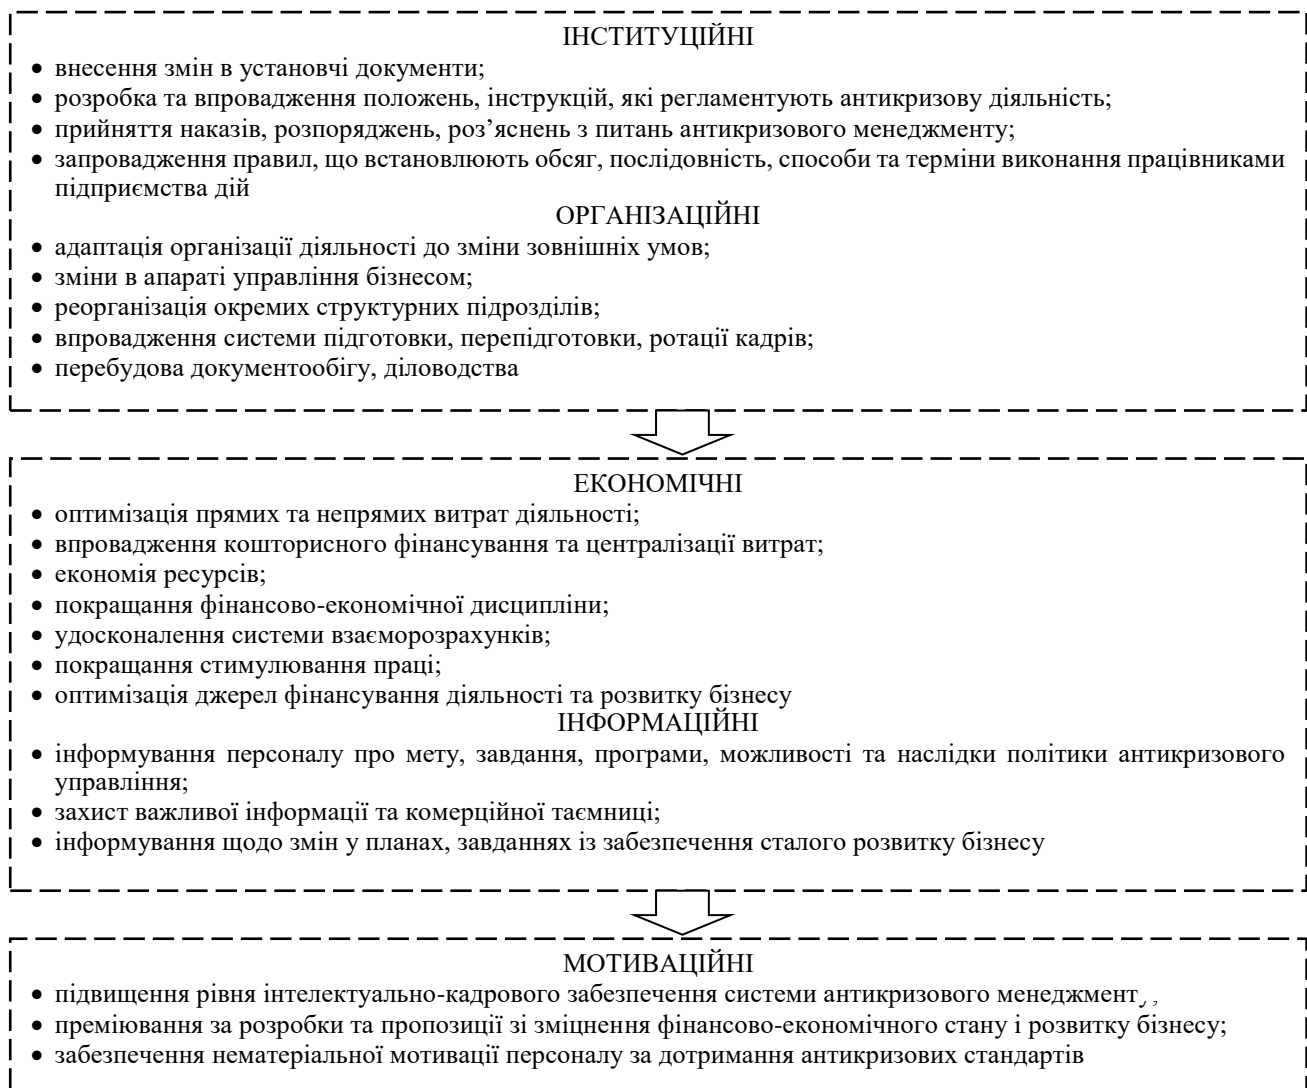 ІНСТИТУЦІЙНІ
• внесення змін в установчі документи;
• розробка та впровадження положень, інструкцій, які регламентують антикризову діяльність;
• прийняття наказів, розпоряджень, роз’яснень з питань антикризового менеджменту;
• запровадження правил, що встановлюють обсяг, послідовність, способи та терміни виконання працівниками
підприємства дій
ОРГАНІЗАЦІЙНІ
• адаптація організації діяльності до зміни зовнішніх умов;
• зміни в апараті управління бізнесом;
• реорганізація окремих структурних підрозділів;
• впровадження системи підготовки, перепідготовки, ротації кадрів;
• перебудова документообігу, діловодства
ЕКОНОМІЧНІ
• оптимізація прямих та непрямих витрат діяльності;
• впровадження кошторисного фінансування та централізації витрат;
• економія ресурсів;
• покращання фінансово-економічної дисципліни;
• удосконалення системи взаєморозрахунків;
• покращання стимулювання праці;
• оптимізація джерел фінансування діяльності та розвитку бізнесу
ІНФОРМАЦІЙНІ
• інформування персоналу про мету, завдання, програми, можливості та наслідки політики антикризового
управління;
• захист важливої інформації та комерційної таємниці;
• інформування щодо змін у планах, завданнях із забезпечення сталого розвитку бізнесу
МОТИВАЦІЙНІ
• підвищення рівня інтелектуально-кадрового забезпечення системи антикризового менеджменту;
• преміювання за розробки та пропозиції зі зміцнення фінансово-економічного стану і розвитку бізнесу;
• забезпечення нематеріальної мотивації персоналу за дотримання антикризових стандартів